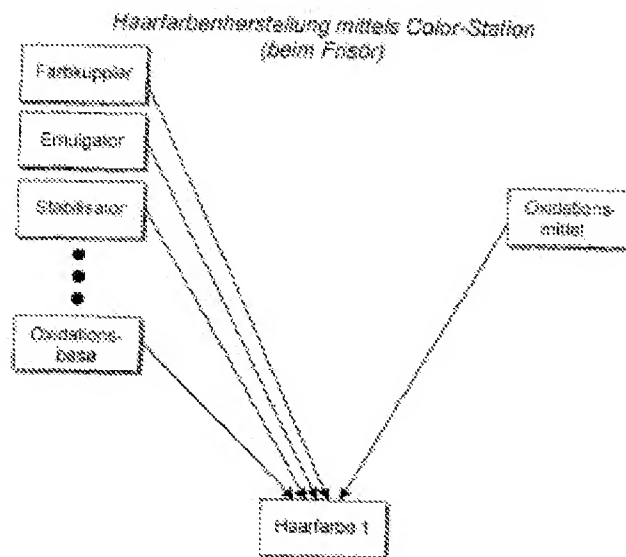 Haarfarbenherstellung mittels Color-Station
(beim Frisör)
Farbkuppler
Emulgator
Stabilisator
Oxidations-
base
Oxidations-
mittel
Haarfarbe 1